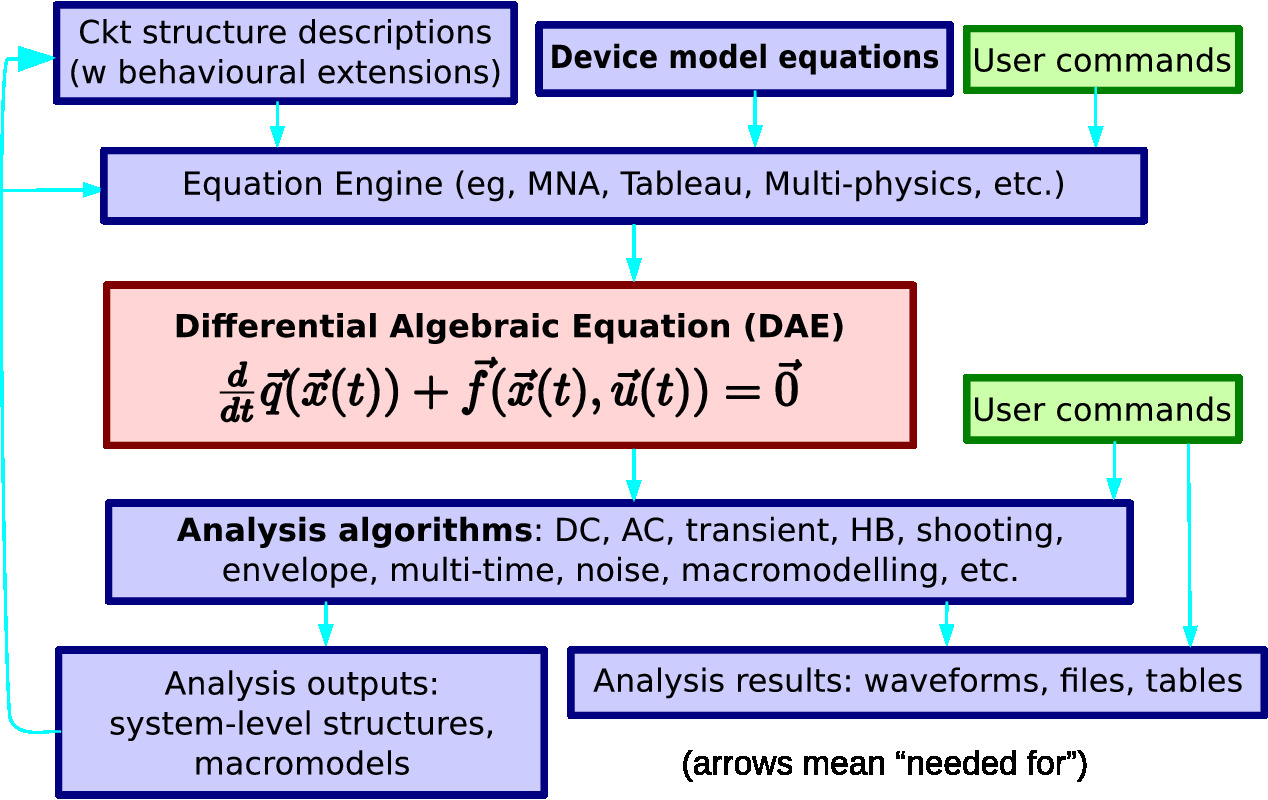 Ckt structure descriptions
(w behavioural extensions)
Device model equations
User commands
Equation Engine (eg, MNA, Tableau, Multi-physics, etc.)
Differential Algebraic Equation (DAE)
$\frac{d}{dt}\vec{q}(\vec{x}(t)) + \vec{f}(\vec{x}(t), \vec{u}(t)) = \vec{0}$
User commands
Analysis algorithms: DC, AC, transient, HB, shooting,
envelope, multi-time, noise, macromodelling, etc.
Analysis outputs:
system-level structures,
macromodels
Analysis results: waveforms, files, tables
(arrows mean “needed for”)